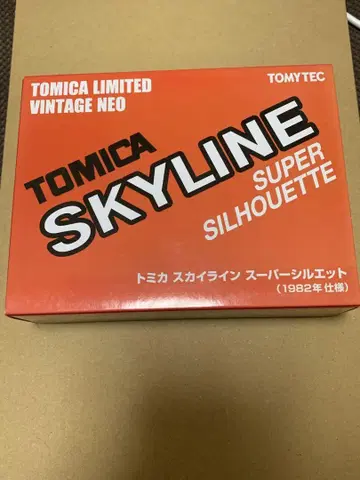 TOMICA LIMITED
VINTAGE NEO
TOMYTEC
TOMICA
SKYLINE
SUPER
SILHOUETTE
トミカ スカイライン スーパーシルエット
(1982年仕様)